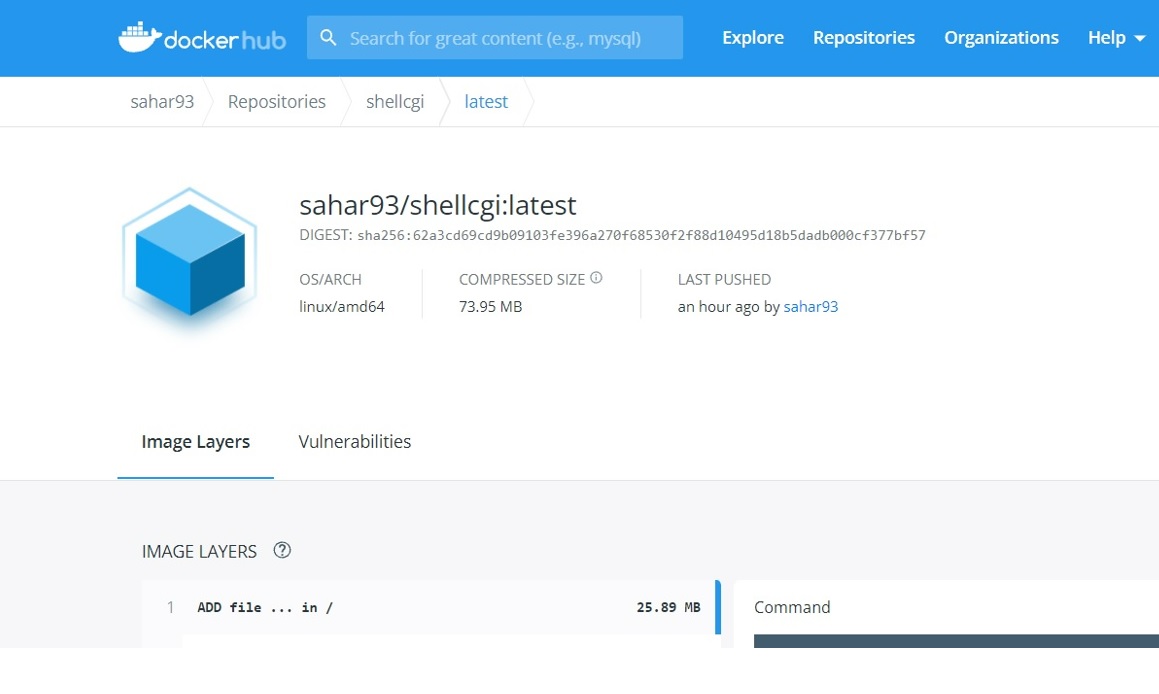 docker hub Search for great content (e.g., mysql) Explore Repositories Organizations Help
sahar93 Repositories shellcgi latest
sahar93/shellcgi:latest
DIGEST: sha256:62a3cd69cd9b09103fe396a270f68530f2f88d10495d18b5dadb000cf377bf57
OS/ARCH COMPRESSED SIZE LAST PUSHED
linux/amd64 73.95 MB an hour ago by sahar93
Image Layers Vulnerabilities
IMAGE LAYERS
1 ADD file ... in / 25.89 MB Command